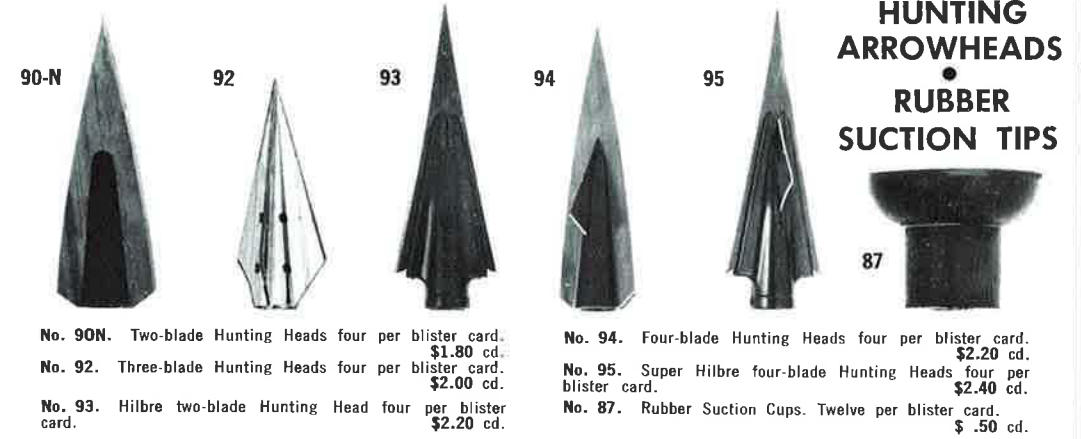 HUNTING
ARROWHEADS
●
RUBBER
SUCTION TIPS
90-N
92
93
94
95
87
No. 90N. Two-blade Hunting Heads four per blister card.
$1.80 cd.
No. 92. Three-blade Hunting Heads four per blister card.
$2.00 cd.
No. 93. Hilbre two-blade Hunting Head four per blister
card. $2.20 cd.
No. 94. Four-blade Hunting Heads four per blister card.
$2.20 cd.
No. 95. Super Hilbre four-blade Hunting Heads four per
blister card. $2.40 cd.
No. 87. Rubber Suction Cups. Twelve per blister card.
$ .50 cd.